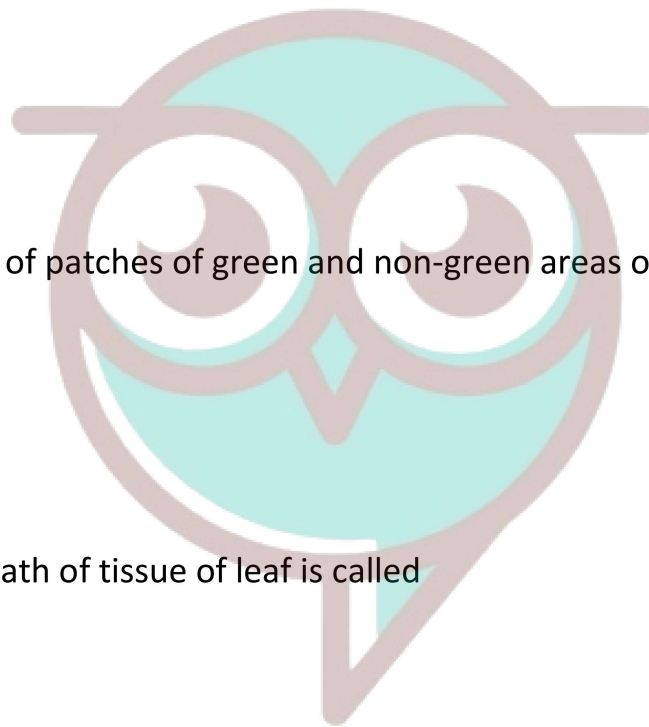 of patches of green and non-green areas o
ath of tissue of leaf is called